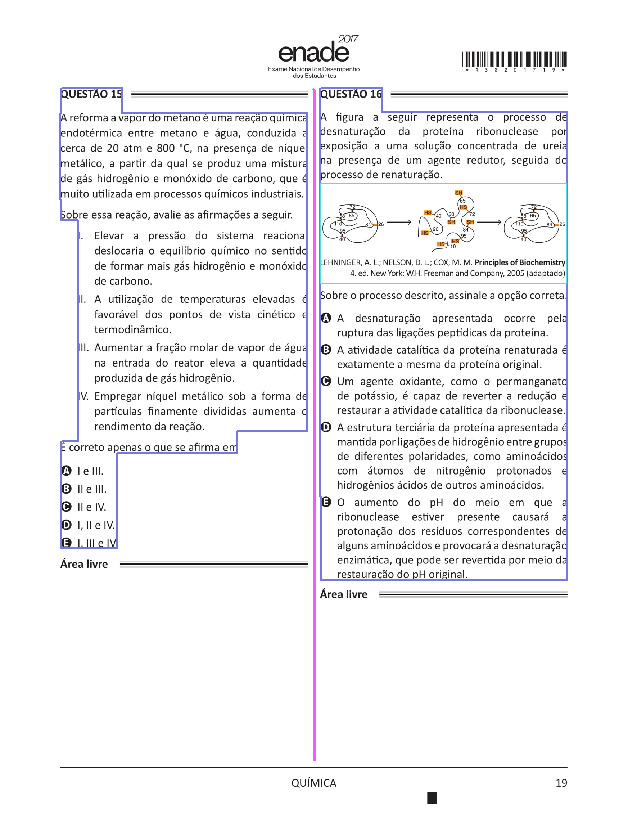 enade 2017
Exame Nacional de Desempenho
dos Estudantes
QUESTÃO 15
A reforma a vapor do metano é uma reação química
endotérmica entre metano e água, conduzida a
cerca de 20 atm e 800 °C, na presença de níque
metálico, a partir da qual se produz uma mistura
de gás hidrogênio e monóxido de carbono, que é
muito utilizada em processos químicos industriais.
Sobre essa reação, avalie as afirmações a seguir.
I. Elevar a pressão do sistema reaciona
deslocaria o equilíbrio químico no sentido
de formar mais gás hidrogênio e monóxido
de carbono.
II. A utilização de temperaturas elevadas é
favorável dos pontos de vista cinético e
termodinâmico.
III. Aumentar a fração molar de vapor de água
na entrada do reator eleva a quantidade
produzida de gás hidrogênio.
IV. Empregar níquel metálico sob a forma de
partículas finamente divididas aumenta o
rendimento da reação.
É correto apenas o que se afirma em
A I e III.
B II e III.
C II e IV.
D I, II e IV.
E I, III e IV
Área livre
QUESTÃO 16
A figura a seguir representa o processo de
desnaturação da proteína ribonuclease por
exposição a uma solução concentrada de ureia
na presença de um agente redutor, seguida do
processo de renaturação.
LEHNINGER, A. L.; NELSON, D. L.; COX, M. M. Principles of Biochemistry
4. ed. New York: W.H. Freeman and Company, 2005 (adaptado)
Sobre o processo descrito, assinale a opção correta.
A A desnaturação apresentada ocorre pela
ruptura das ligações peptídicas da proteína.
B A atividade catalítica da proteína renaturada é
exatamente a mesma da proteína original.
C Um agente oxidante, como o permanganato
de potássio, é capaz de reverter a redução e
restaurar a atividade catalítica da ribonuclease.
D A estrutura terciária da proteína apresentada é
mantida por ligações de hidrogênio entre grupos
de diferentes polaridades, como aminoácidos
com átomos de nitrogênio protonados e
hidrogênios ácidos de outros aminoácidos.
E O aumento do pH do meio em que a
ribonuclease estiver presente causará a
protonação dos resíduos correspondentes de
alguns aminoácidos e provocará a desnaturação
enzimática, que pode ser revertida por meio da
restauração do pH original.
Área livre
QUÍMICA
19